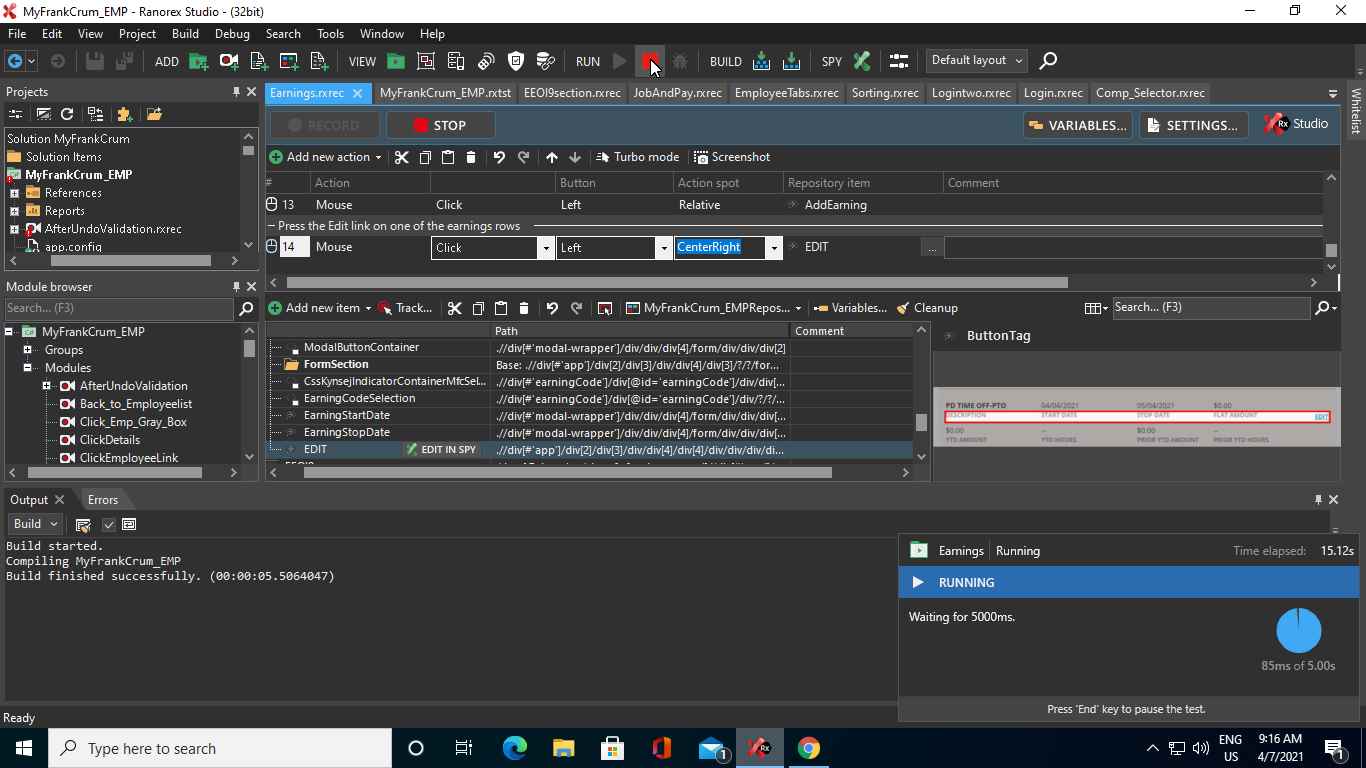 MyFrankCrum_EMP - Ranorex Studio - (32bit)
File Edit View Project Build Debug Search Tools Window Help
ADD VIEW RUN BUILD SPY Default layout
Projects
Solution MyFrankCrum
Solution Items
MyFrankCrum_EMP
References
Reports
AfterUndoValidation.rxrec
app.config
Module browser
Search... (F3)
MyFrankCrum_EMP
Groups
Modules
AfterUndoValidation
Back_to_Employeelist
Click_Emp_Gray_Box
ClickDetails
ClickEmployeeLink
Earnings.rxrec MyFrankCrum_EMP.rxtst EEOI9section.rxrec JobAndPay.rxrec EmployeeTabs.rxrec Sorting.rxrec Logintwo.rxrec Login.rxrec Comp_Selector.rxrec
Whitelist
RECORD STOP VARIABLES... SETTINGS... Rx Studio
Add new action Turbo mode Screenshot
# Action Button Action spot Repository item Comment
13 Mouse Click Left Relative AddEarning
Press the Edit link on one of the earnings rows
14 Mouse Click Left CenterRight EDIT ...
Add new item Track... MyFrankCrum_EMPRepos... Variables... Cleanup Search... (F3)
Path Comment
ModalButtonContainer .//div[#'modal-wrapper']/div/div/div[4]/form/div/div/div[2]
FormSection Base: .//div[#'app']/div[2]/div[3]/div/div[4]/div[3]/?/?/for...
CssKynsejIndicatorContainerMfcSel... .//div[#'earningCode']/div[@id='earningCode']/div/div[...
EarningCodeSelection .//div[#'earningCode']/div[@id='earningCode']/div/?/?/...
EarningStartDate .//div[#'modal-wrapper']/div/div/div[4]/form/div/div/div[...
EarningStopDate .//div[#'modal-wrapper']/div/div/div[4]/form/div/div/div[...
EDIT EDIT IN SPY .//div[#'app']/div[2]/div[3]/div/div[4]/div[4]/div/div/div/di...
ButtonTag
PD TIME OFF-PTO 04/04/2021 05/04/2021 $0.00
DESCRIPTION START DATE STOP DATE FLAT AMOUNT EDIT
$0.00 -- $0.00 --
YTD AMOUNT YTD HOURS PRIOR YTD AMOUNT PRIOR YTD HOURS
Output Errors
Build
Build started.
Compiling MyFrankCrum_EMP
Build finished successfully. (00:00:05.5064047)
Earnings Running Time elapsed: 15.12s
RUNNING
Waiting for 5000ms.
85ms of 5.00s
Press 'End' key to pause the test.
Ready
Type here to search
1
Rx
ENG
US
9:16 AM
4/7/2021
1